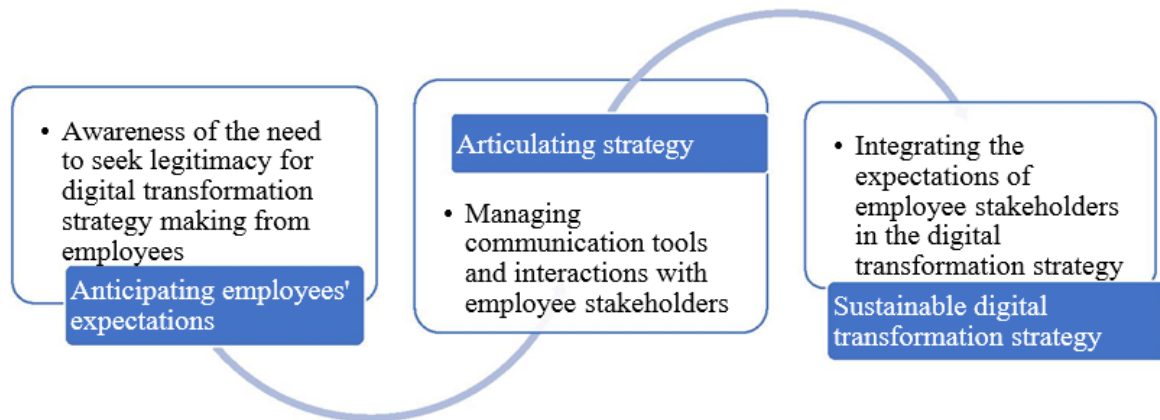 • Awareness of the need
to seek legitimacy for
digital transformation
strategy making from
employees
Anticipating employees'
expectations
Articulating strategy
• Managing
communication tools
and interactions with
employee stakeholders
• Integrating the
expectations of
employee stakeholders
in the digital
transformation strategy
Sustainable digital
transformation strategy